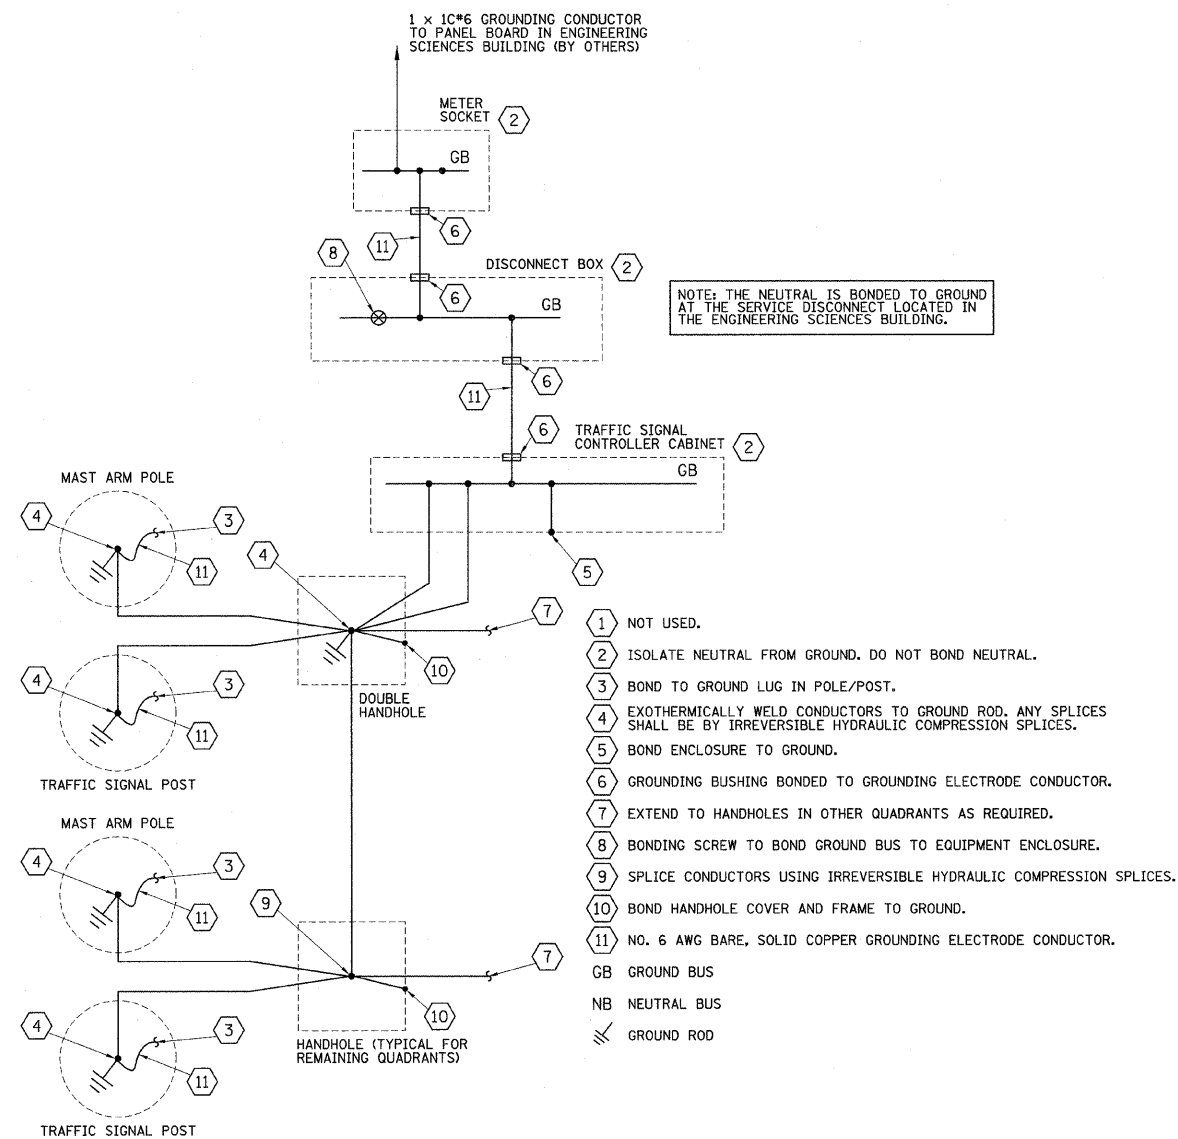 1 x 1C#6 GROUNDING CONDUCTOR
TO PANEL BOARD IN ENGINEERING
SCIENCES BUILDING (BY OTHERS)
METER
SOCKET
2
GB
6
11
8
DISCONNECT BOX
2
6
GB
NOTE: THE NEUTRAL IS BONDED TO GROUND
AT THE SERVICE DISCONNECT LOCATED IN
THE ENGINEERING SCIENCES BUILDING.
6
11
6
TRAFFIC SIGNAL
CONTROLLER CABINET
2
GB
5
MAST ARM POLE
4
3
11
4
7
10
DOUBLE
HANDHOLE
4
3
11
TRAFFIC SIGNAL POST
MAST ARM POLE
4
3
11
9
7
10
HANDHOLE (TYPICAL FOR
REMAINING QUADRANTS)
4
3
11
TRAFFIC SIGNAL POST
1 NOT USED.
2 ISOLATE NEUTRAL FROM GROUND. DO NOT BOND NEUTRAL.
3 BOND TO GROUND LUG IN POLE/POST.
4 EXOTHERMICALLY WELD CONDUCTORS TO GROUND ROD. ANY SPLICES
SHALL BE BY IRREVERSIBLE HYDRAULIC COMPRESSION SPLICES.
5 BOND ENCLOSURE TO GROUND.
6 GROUNDING BUSHING BONDED TO GROUNDING ELECTRODE CONDUCTOR.
7 EXTEND TO HANDHOLES IN OTHER QUADRANTS AS REQUIRED.
8 BONDING SCREW TO BOND GROUND BUS TO EQUIPMENT ENCLOSURE.
9 SPLICE CONDUCTORS USING IRREVERSIBLE HYDRAULIC COMPRESSION SPLICES.
10 BOND HANDHOLE COVER AND FRAME TO GROUND.
11 NO. 6 AWG BARE, SOLID COPPER GROUNDING ELECTRODE CONDUCTOR.
GB GROUND BUS
NB NEUTRAL BUS
GROUND ROD